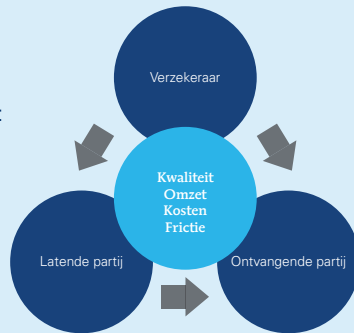 Verzekeraar
Kwaliteit
Omzet
Kosten
Frictie
Latende partij
Ontvangende partij